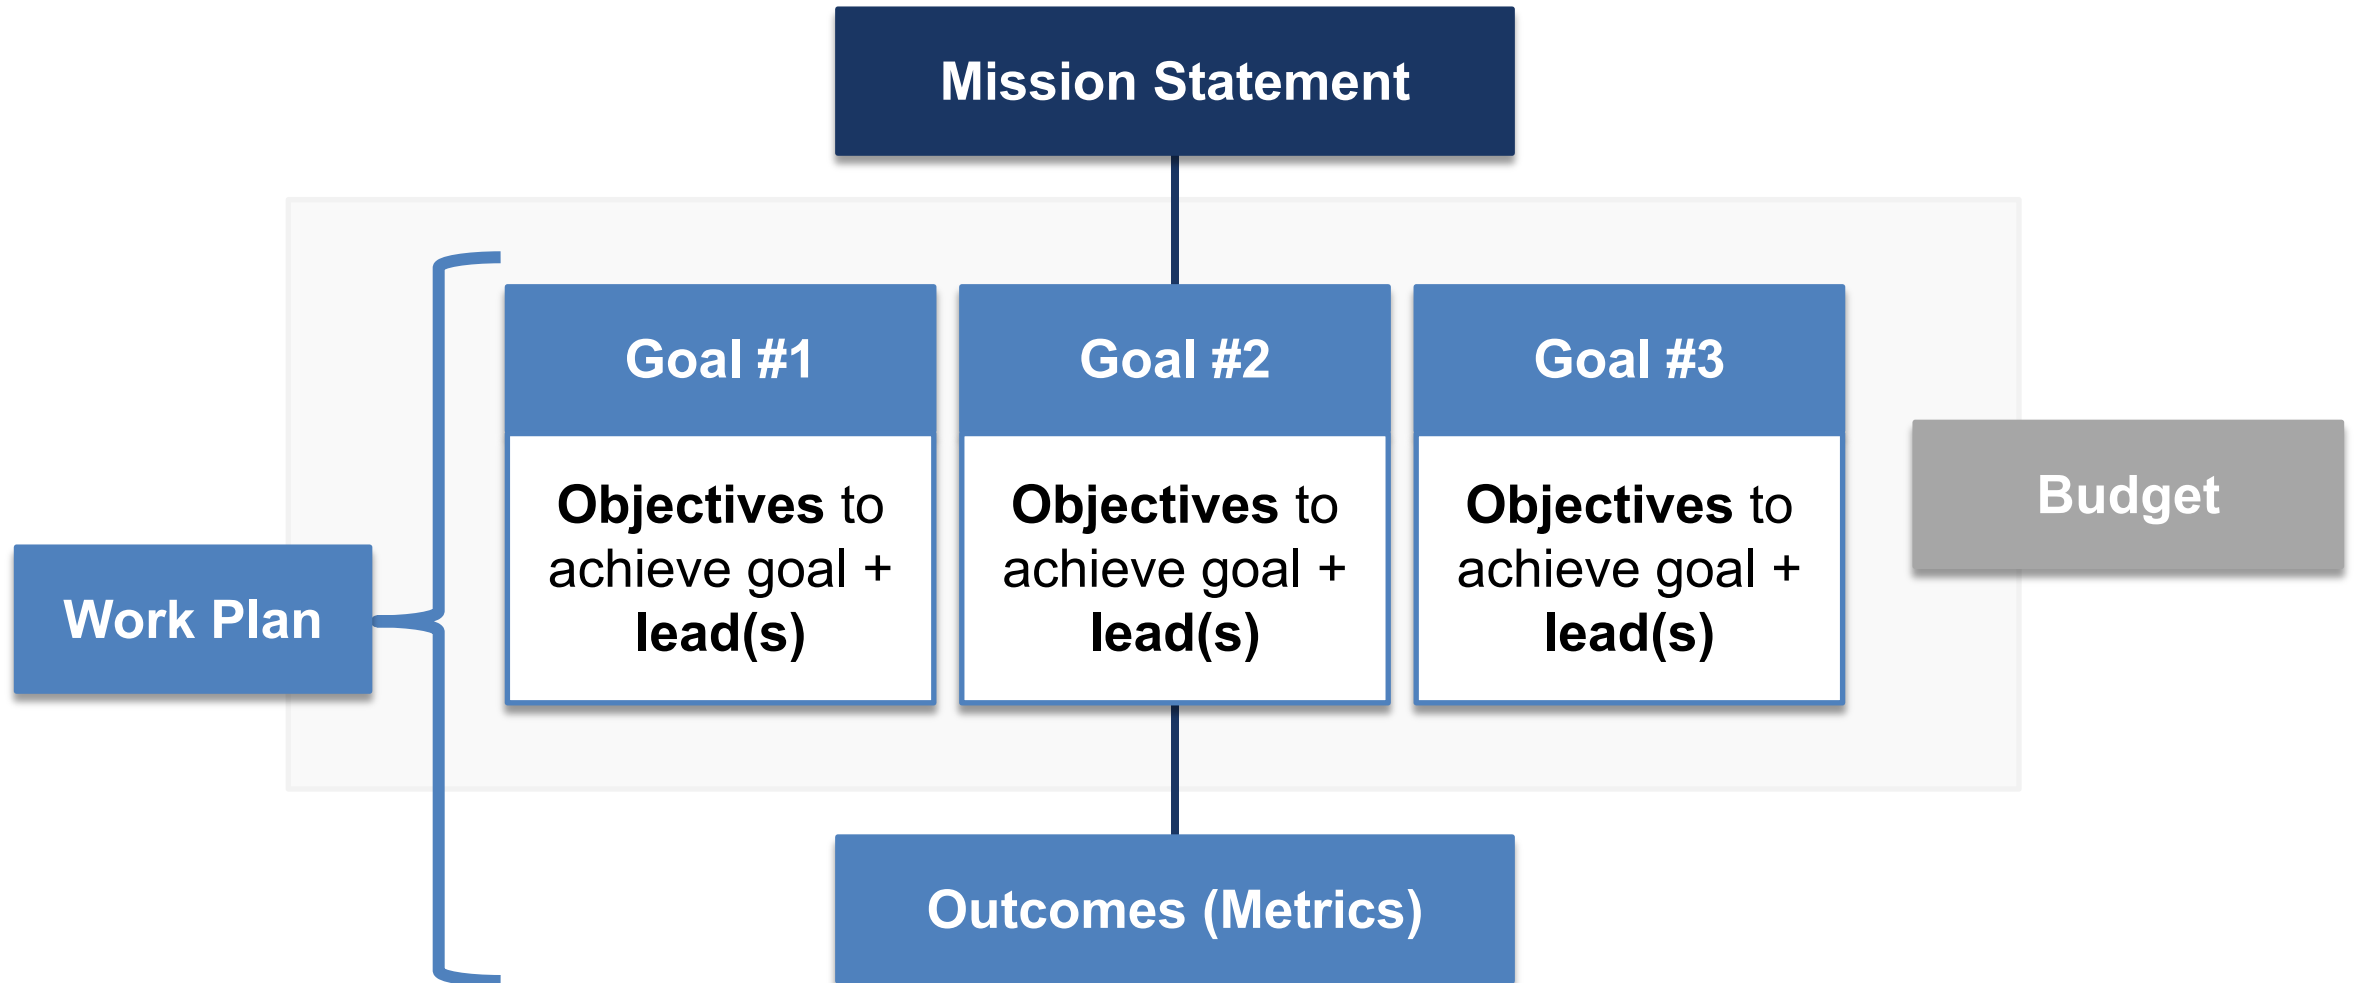 Mission Statement
Goal #1
Objectives to
achieve goal +
lead(s)
Goal #2
Objectives to
achieve goal +
lead(s)
Goal #3
Objectives to
achieve goal +
lead(s)
Budget
Work Plan
Outcomes (Metrics)